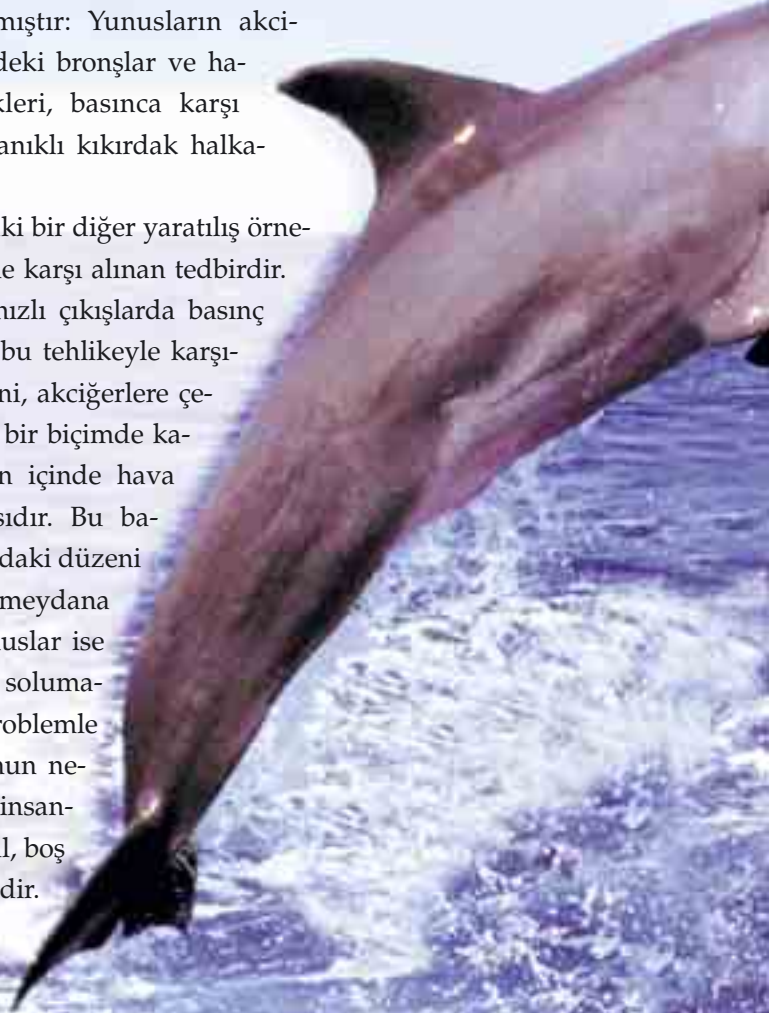 mıştır: Yunusların akci-
deki bronşlar ve ha-
kleri, basınca karşı
anıklı kıkırdak halka-
ki bir diğer yaratılış örne-
e karşı alınan tedbirdir.
ızlı çıkışlarda basınç
bu tehlikeyle karşı-
ni, akciğerlere çe-
bir biçimde ka-
n içinde hava
sıdır. Bu ba-
daki düzeni
meydana
uslar ise
soluma-
roblemle
nun ne-
insan-
l, boş
dir.